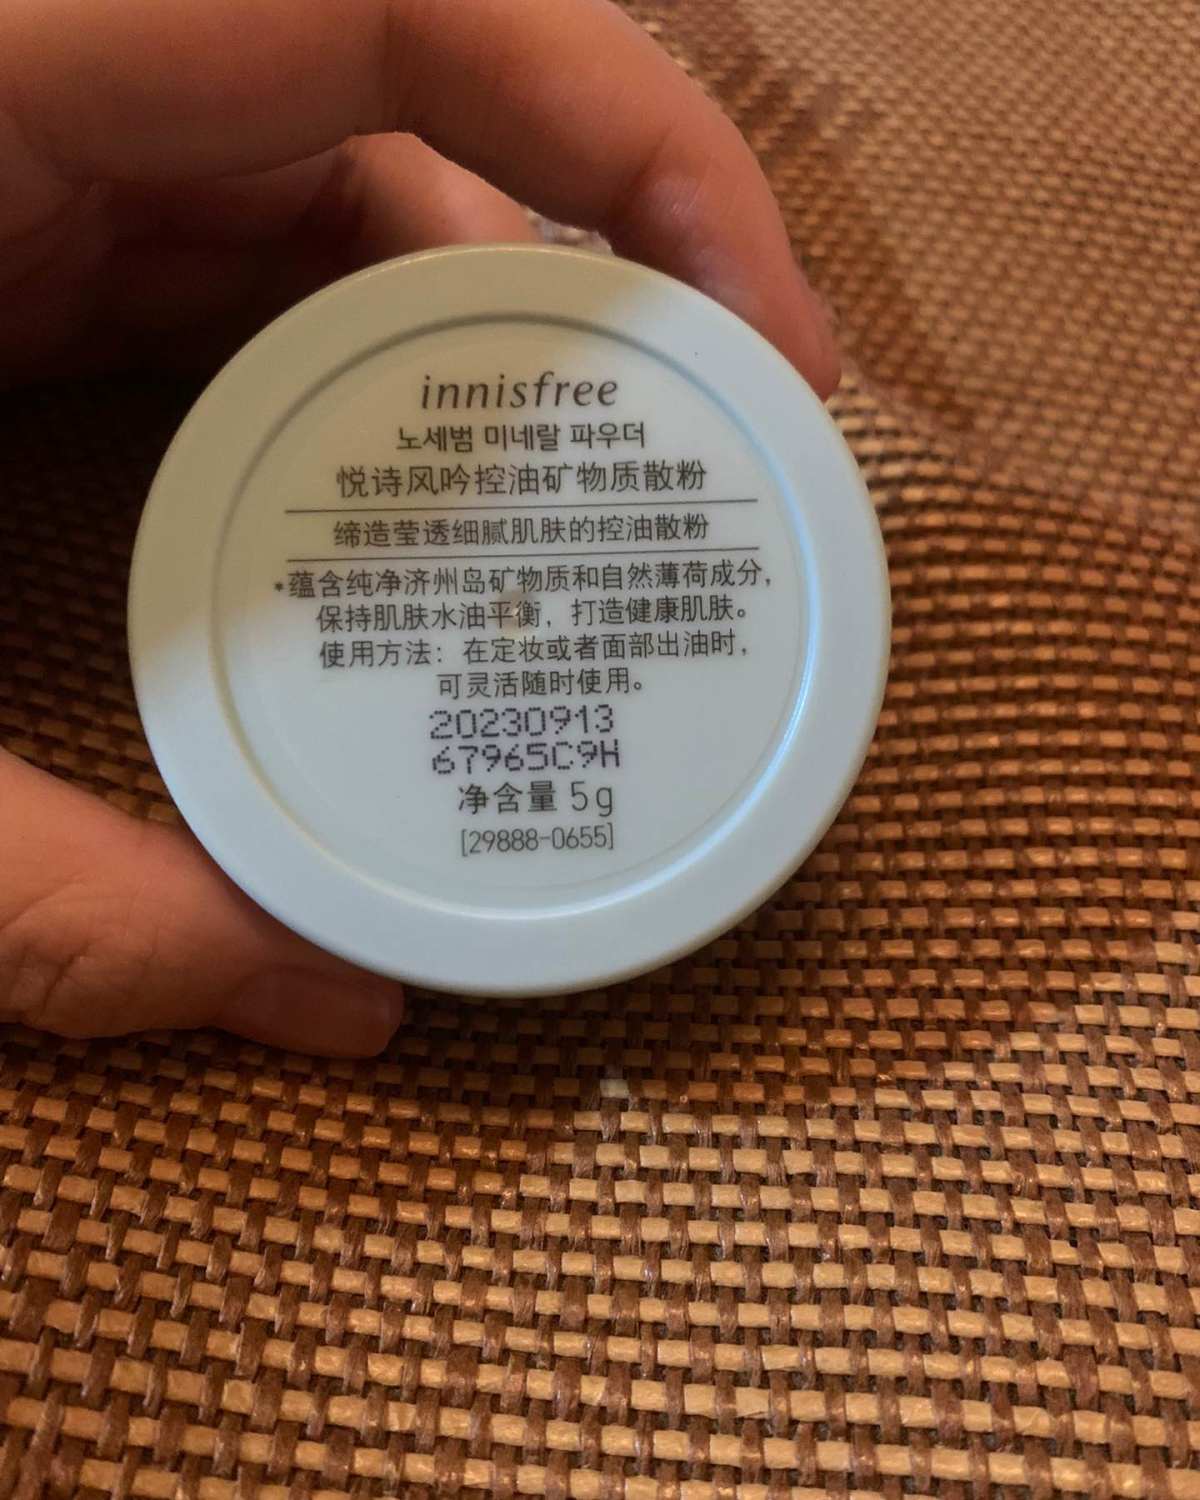 innisfree
노세범 미네랄 파우더
悦诗风吟控油矿物质散粉
缔造莹透细腻肌肤的控油散粉
*蕴含纯净济州岛矿物质和自然薄荷成分，
保持肌肤水油平衡，打造健康肌肤。
使用方法：在定妆或者面部出油时，
可灵活随时使用。
20230913
67965C9H
净含量 5g
[29888-0655]